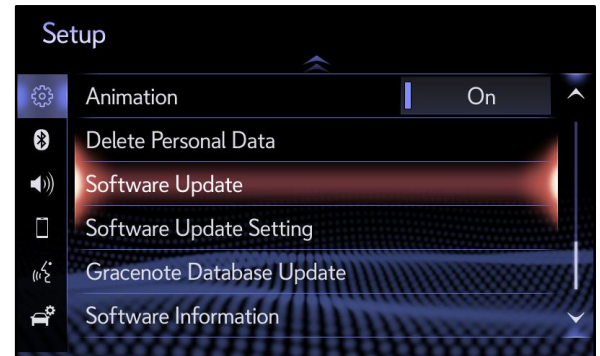 Setup
Animation
On
Delete Personal Data
Software Update
Software Update Setting
Gracenote Database Update
Software Information